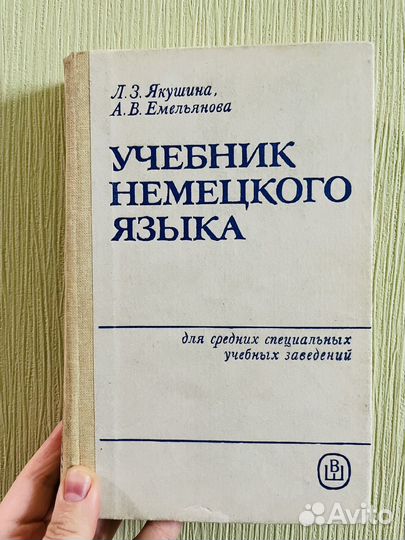 Л. З. Якушина,
А. В. Емельянова
УЧЕБНИК
НЕМЕЦКОГО
ЯЗЫКА
для средних специальных
учебных заведений
ВШ
Avito